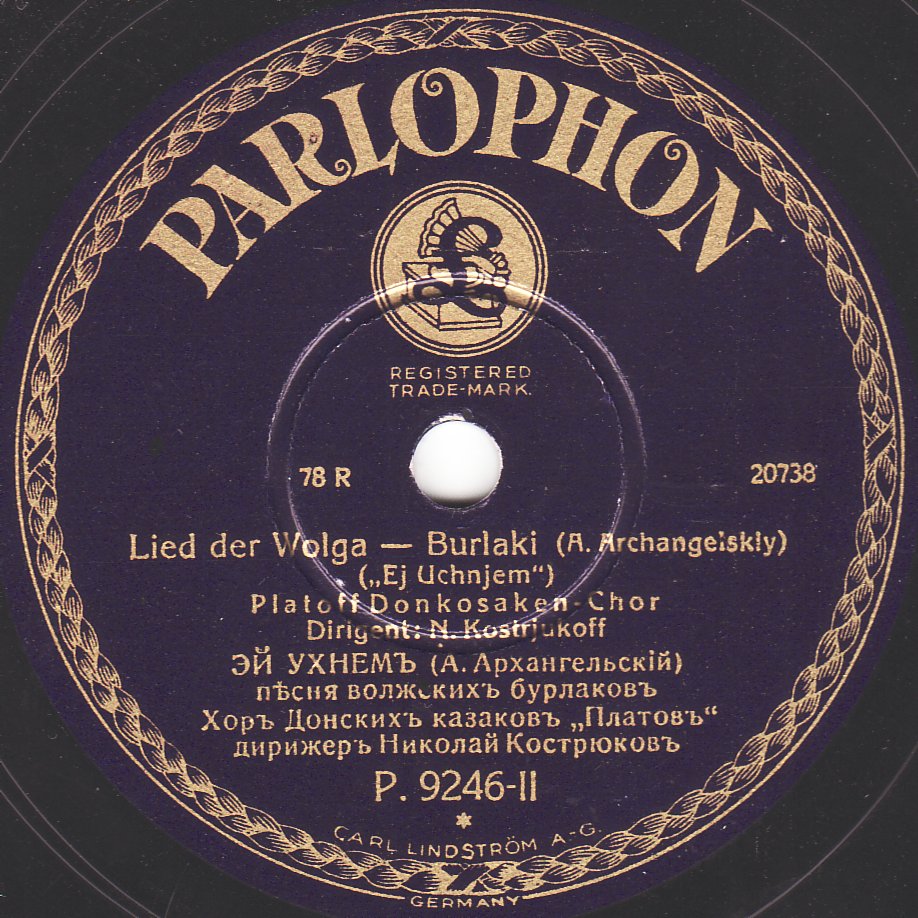 PARLOPHON
REGISTERED
TRADE-MARK.
78 R
20738
Lied der Wolga — Burlaki (A. Archangelskiy)
(„Ej Uchnjem“)
Platoff Donkosaken-Chor
Dirigent: N. Kostrjukoff
ЭЙ УХНЕМЪ (А. Архангельскій)
пѣсня волжскихъ бурлаковъ
Хоръ Донскихъ казаковъ „Платовъ“
дирижеръ Николай Кострюковъ
P. 9246-II
CARL LINDSTRÖM A-G.
GERMANY